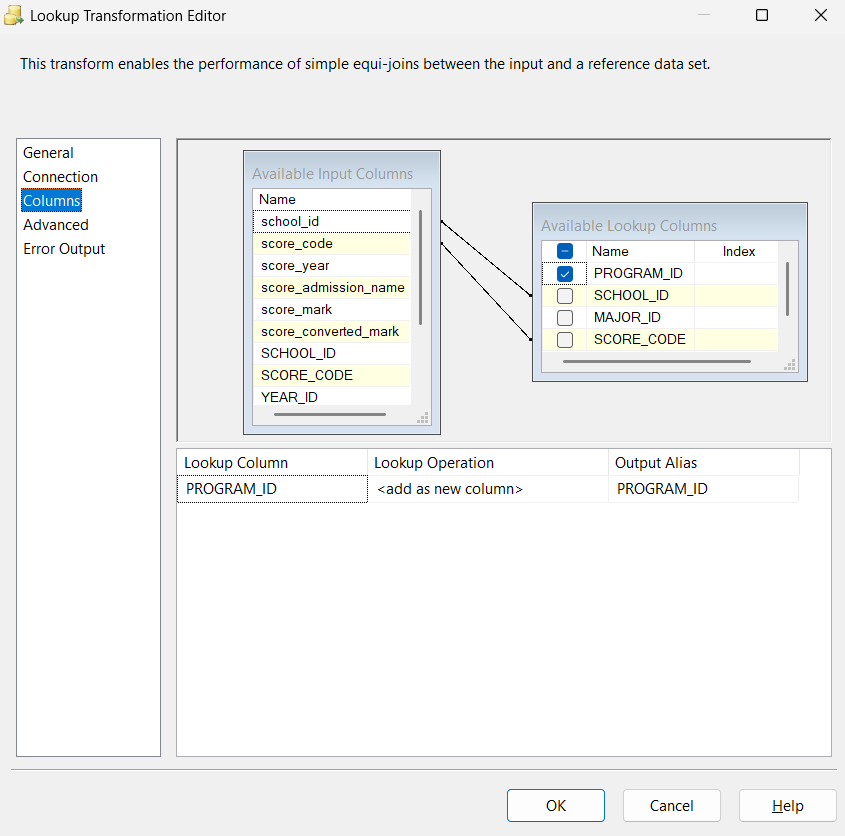 Lookup Transformation Editor
This transform enables the performance of simple equi-joins between the input and a reference data set.
General
Connection
Columns
Advanced
Error Output
Available Input Columns
Name
school_id
score_code
score_year
score_admission_name
score_mark
score_converted_mark
SCHOOL_ID
SCORE_CODE
YEAR_ID
Available Lookup Columns
Name Index
PROGRAM_ID
SCHOOL_ID
MAJOR_ID
SCORE_CODE
Lookup Column Lookup Operation Output Alias
PROGRAM_ID <add as new column> PROGRAM_ID
OK Cancel Help